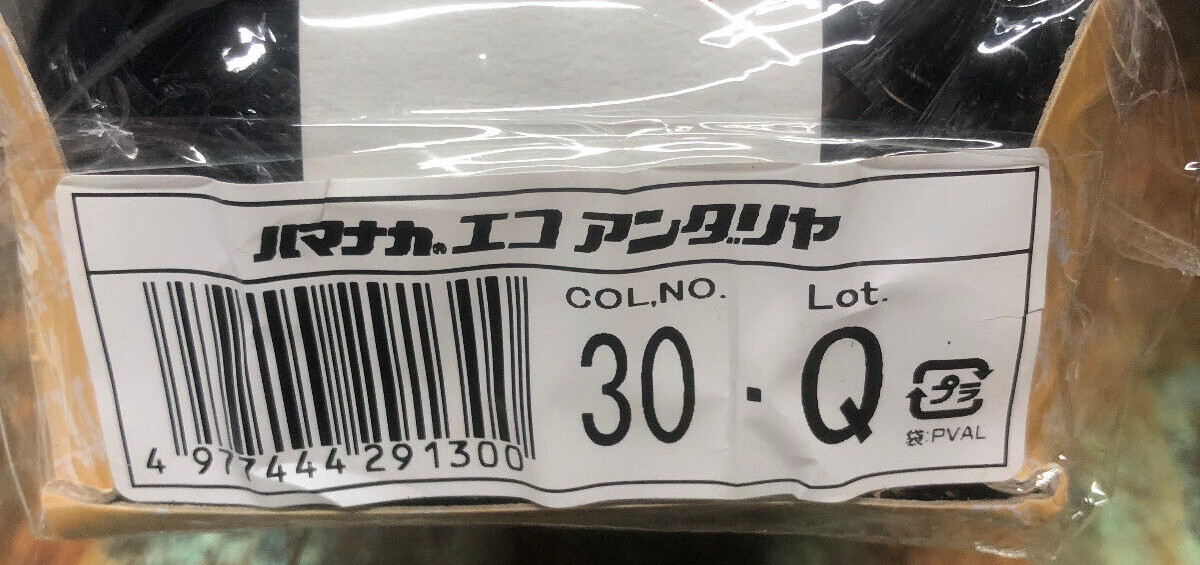 ハマナカのエコアンダリヤ
COL,NO. Lot.
30・Q
プラ
袋:PVAL
4 977444 291300